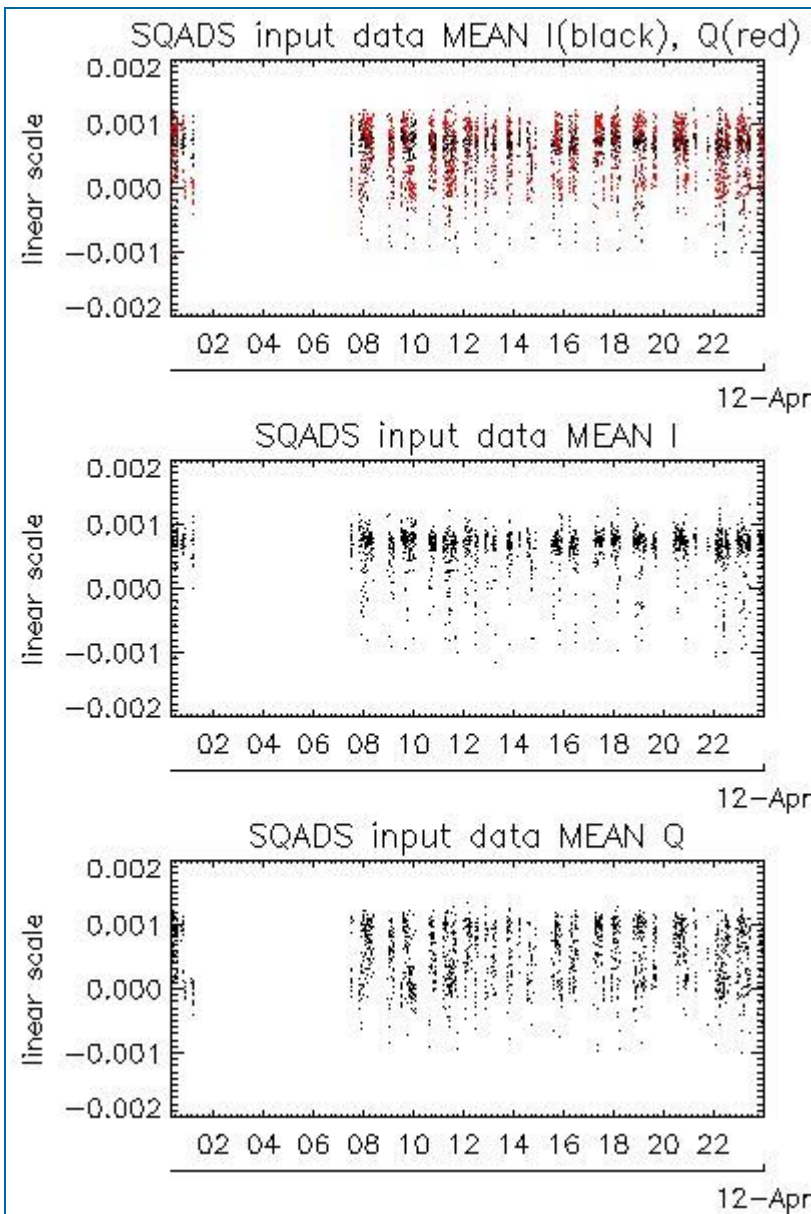 SQADS input data MEAN I(black), Q(red)
linear scale
0.002
0.001
0.000
−0.001
−0.002
02 04 06 08 10 12 14 16 18 20 22
12−Apr
SQADS input data MEAN I
linear scale
0.002
0.001
0.000
−0.001
−0.002
02 04 06 08 10 12 14 16 18 20 22
12−Apr
SQADS input data MEAN Q
linear scale
0.002
0.001
0.000
−0.001
−0.002
02 04 06 08 10 12 14 16 18 20 22
12−Apr